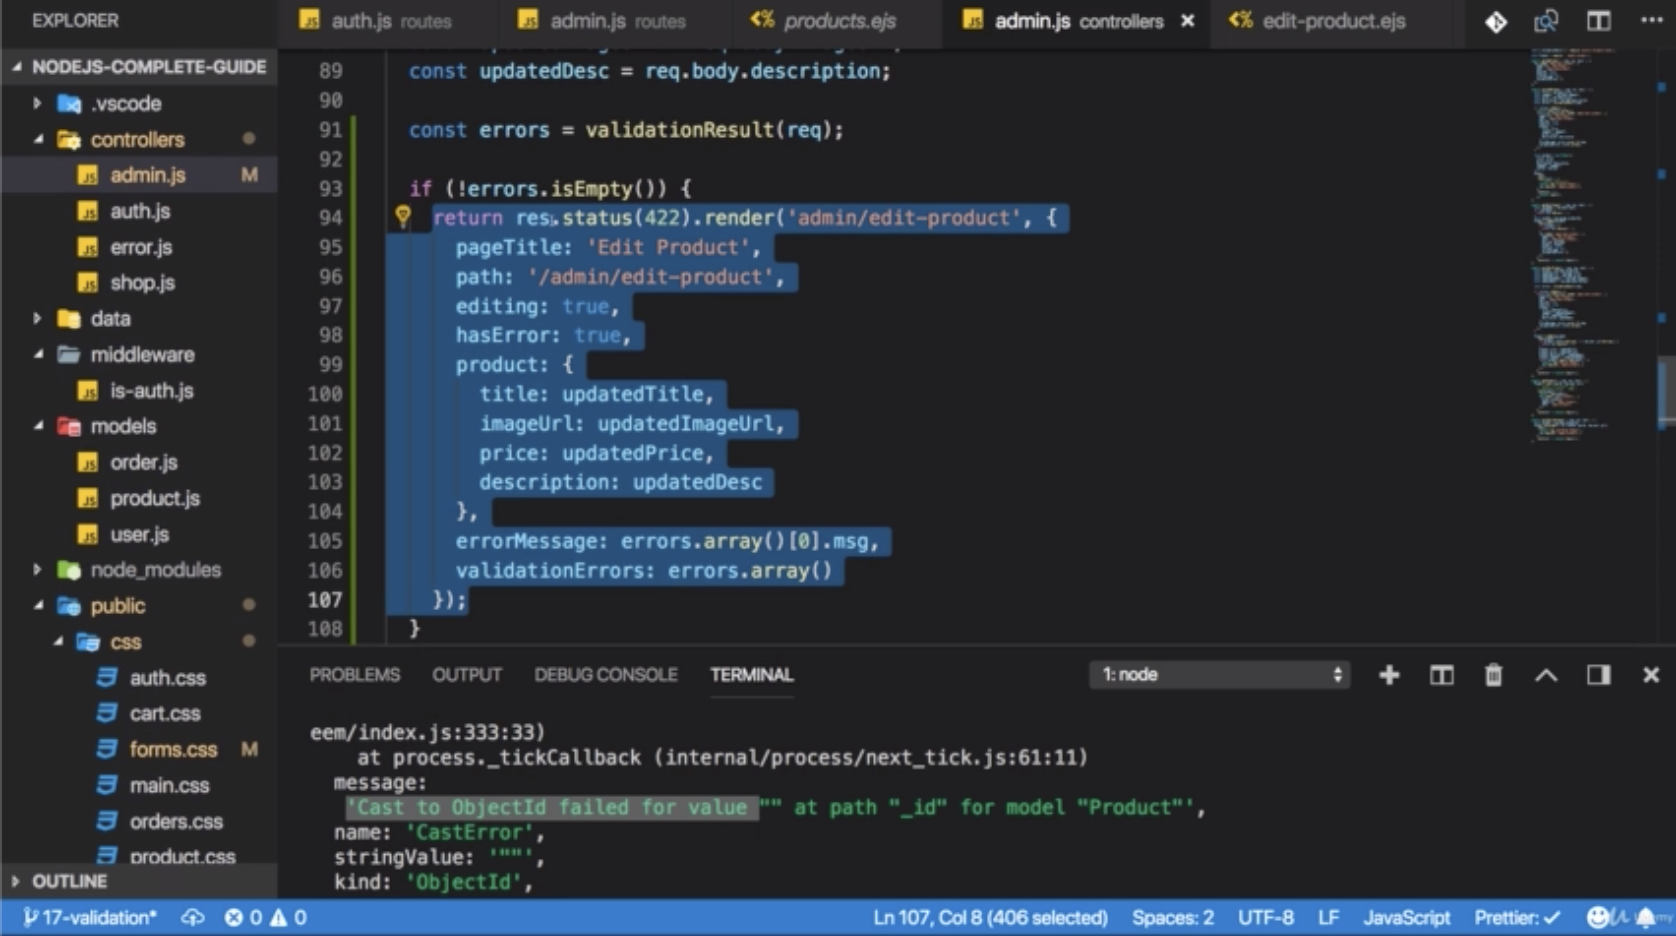 EXPLORER
auth.js routes
admin.js routes
products.ejs
admin.js controllers
edit-product.ejs
NODEJS-COMPLETE-GUIDE
.vscode
controllers
admin.js M
auth.js
error.js
shop.js
data
middleware
is-auth.js
models
order.js
product.js
user.js
node_modules
public
css
auth.css
cart.css
forms.css M
main.css
orders.css
product.css
OUTLINE
89 const updatedDesc = req.body.description;
90
91 const errors = validationResult(req);
92
93 if (!errors.isEmpty()) {
94 return res.status(422).render('admin/edit-product', {
95 pageTitle: 'Edit Product',
96 path: '/admin/edit-product',
97 editing: true,
98 hasError: true,
99 product: {
100 title: updatedTitle,
101 imageUrl: updatedImageUrl,
102 price: updatedPrice,
103 description: updatedDesc
104 },
105 errorMessage: errors.array()[0].msg,
106 validationErrors: errors.array()
107 });
108 }
PROBLEMS OUTPUT DEBUG CONSOLE TERMINAL 1: node
eem/index.js:333:33)
at process._tickCallback (internal/process/next_tick.js:61:11)
message:
'Cast to ObjectId failed for value "" at path "_id" for model "Product"',
name: 'CastError',
stringValue: '""',
kind: 'ObjectId',
17-validation* 0 0 Ln 107, Col 8 (406 selected) Spaces: 2 UTF-8 LF JavaScript Prettier: ✓